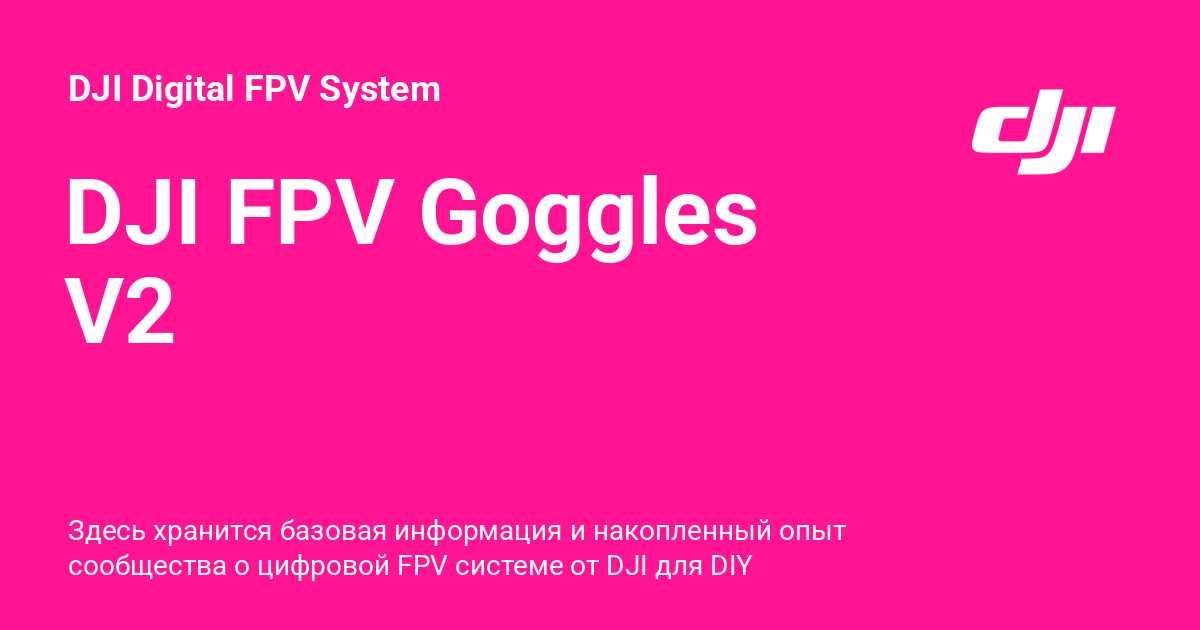 DJI Digital FPV System
dji
DJI FPV Goggles
V2
Здесь хранится базовая информация и накопленный опыт
сообщества о цифровой FPV системе от DJI для DIY